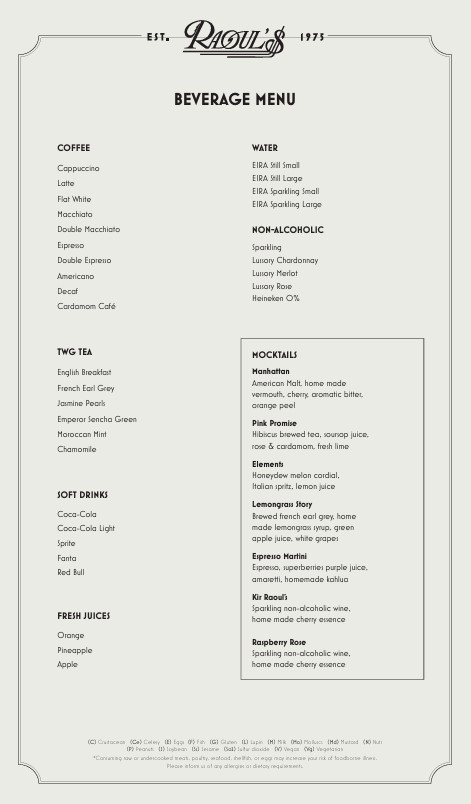 EST. RAOUL'S 1975
BEVERAGE MENU
COFFEE
Cappuccino
Latte
Flat White
Macchiato
Double Macchiato
Espresso
Double Espresso
Americano
Decaf
Cardamom Café
TWG TEA
English Breakfast
French Earl Grey
Jasmine Pearls
Emperor Sencha Green
Moroccan Mint
Chamomile
SOFT DRINKS
Coca-Cola
Coca-Cola Light
Sprite
Fanta
Red Bull
FRESH JUICES
Orange
Pineapple
Apple
WATER
EIRA Still Small
EIRA Still Large
EIRA Sparkling Small
EIRA Sparkling Large
NON-ALCOHOLIC
Sparkling
Lussory Chardonnay
Lussory Merlot
Lussory Rose
Heineken 0%
MOCKTAILS
Manhattan
American Malt, home made
vermouth, cherry, aromatic bitter,
orange peel
Pink Promise
Hibiscus brewed tea, soursop juice,
rose & cardamom, fresh lime
Elements
Honeydew melon cordial,
Italian spritz, lemon juice
Lemongrass Story
Brewed french earl grey, home
made lemongrass syrup, green
apple juice, white grapes
Espresso Martini
Espresso, superberries purple juice,
amaretti, homemade kahlua
Kir Raoul's
Sparkling non-alcoholic wine,
home made cherry essence
Raspberry Rose
Sparkling non-alcoholic wine,
home made cherry essence
(C) Crustacean (Ce) Celery (E) Eggs (F) Fish (G) Gluten (L) Lupin (M) Milk (Mo) Molluscs (Md) Mustard (N) Nuts
(P) Peanuts (S) Soybean (Se) Sesame (So2) Sulfur dioxide (V) Vegan (Vg) Vegetarian
*Consuming raw or undercooked meats, poultry, seafood, shellfish, or eggs may increase your risk of foodborne illness.
Please inform us of any allergies or dietary requirements.